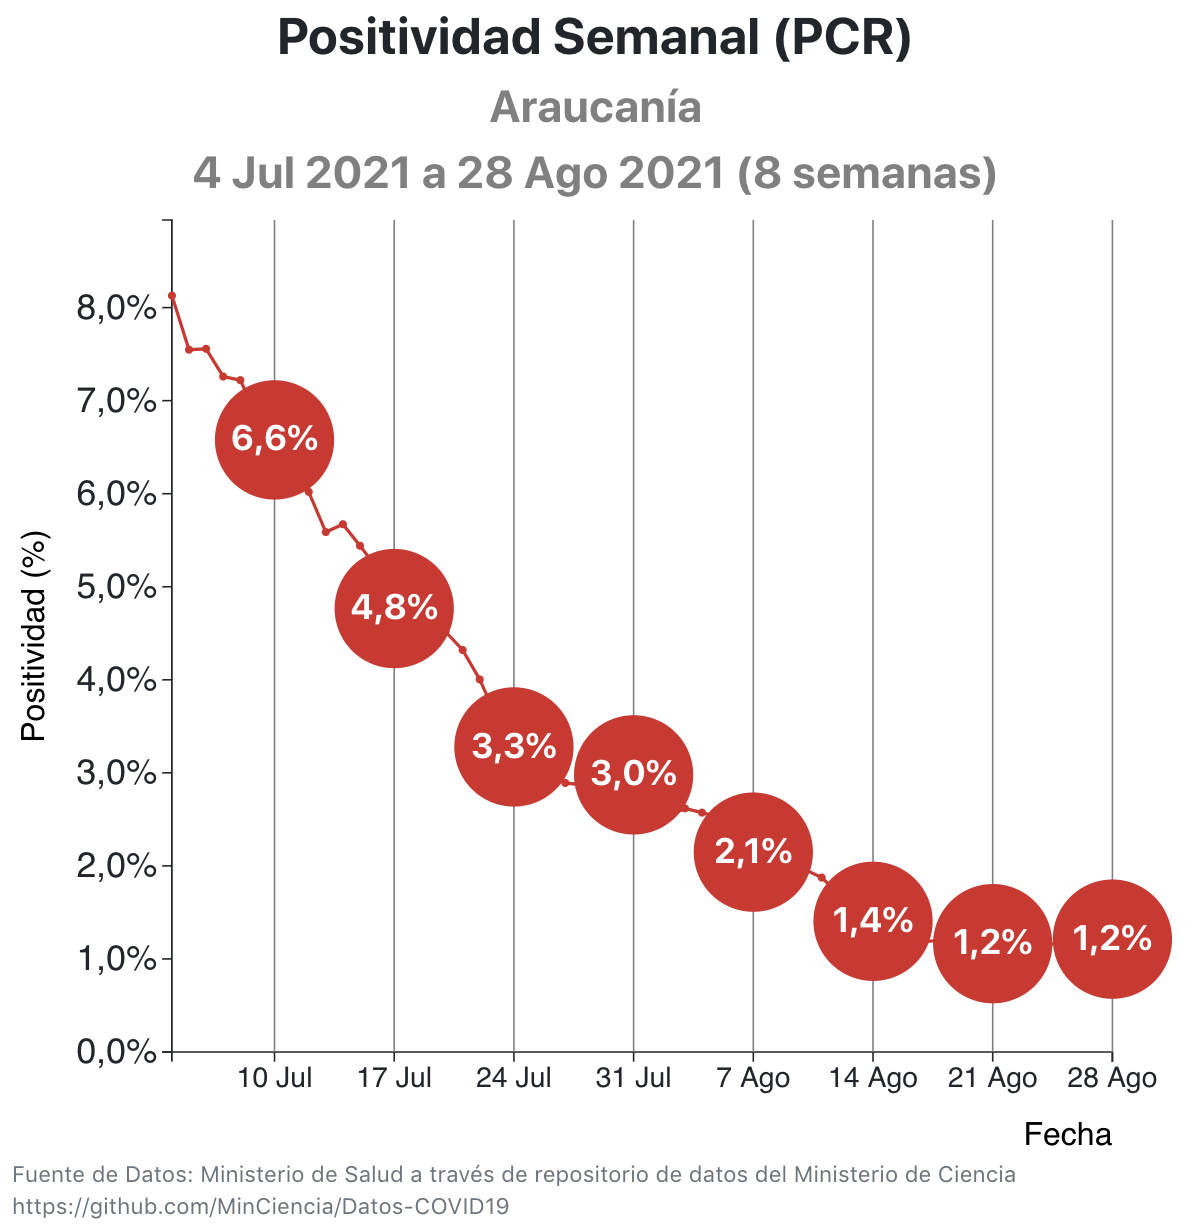 Positividad Semanal (PCR)
Araucanía
4 Jul 2021 a 28 Ago 2021 (8 semanas)
8,0%
7,0%
6,0%
5,0%
4,0%
3,0%
2,0%
1,0%
0,0%
Positividad (%)
6,6%
4,8%
3,3%
3,0%
2,1%
1,4%
1,2%
1,2%
10 Jul
17 Jul
24 Jul
31 Jul
7 Ago
14 Ago
21 Ago
28 Ago
Fecha
Fuente de Datos: Ministerio de Salud a través de repositorio de datos del Ministerio de Ciencia
https://github.com/MinCiencia/Datos-COVID19